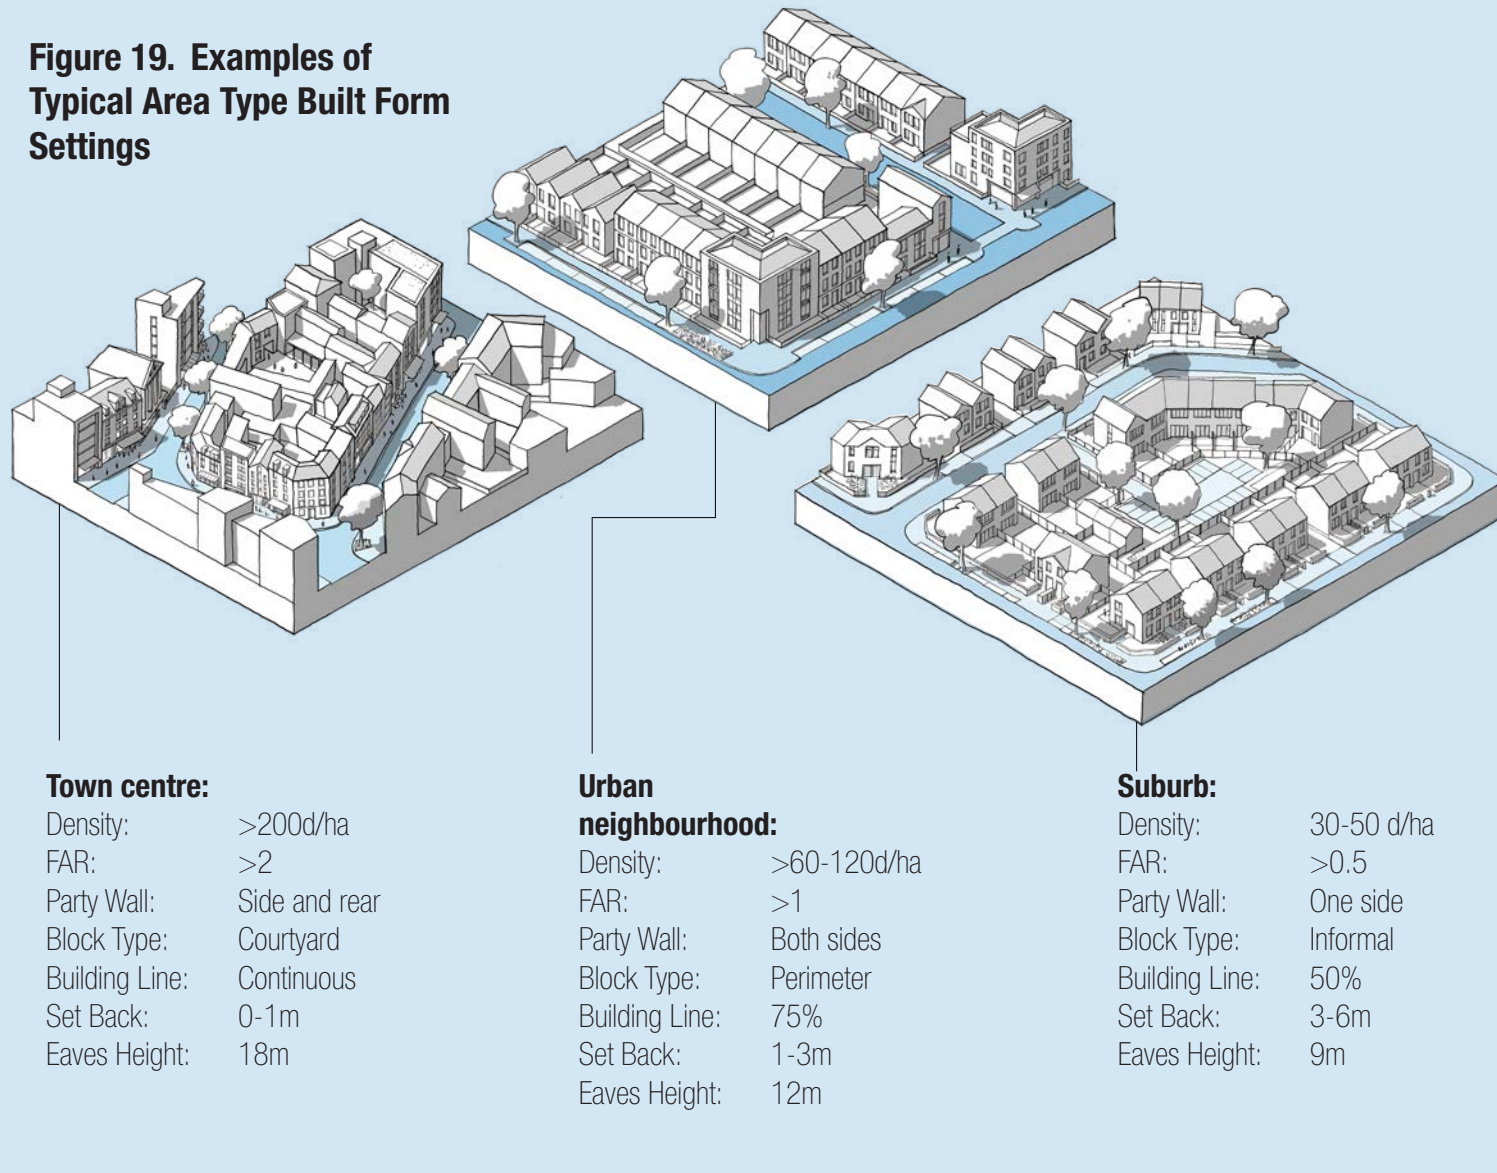 Figure 19. Examples of
Typical Area Type Built Form
Settings
Town centre:
Density: >200d/ha
FAR: >2
Party Wall: Side and rear
Block Type: Courtyard
Building Line: Continuous
Set Back: 0-1m
Eaves Height: 18m
Urban
neighbourhood:
Density: >60-120d/ha
FAR: >1
Party Wall: Both sides
Block Type: Perimeter
Building Line: 75%
Set Back: 1-3m
Eaves Height: 12m
Suburb:
Density: 30-50 d/ha
FAR: >0.5
Party Wall: One side
Block Type: Informal
Building Line: 50%
Set Back: 3-6m
Eaves Height: 9m